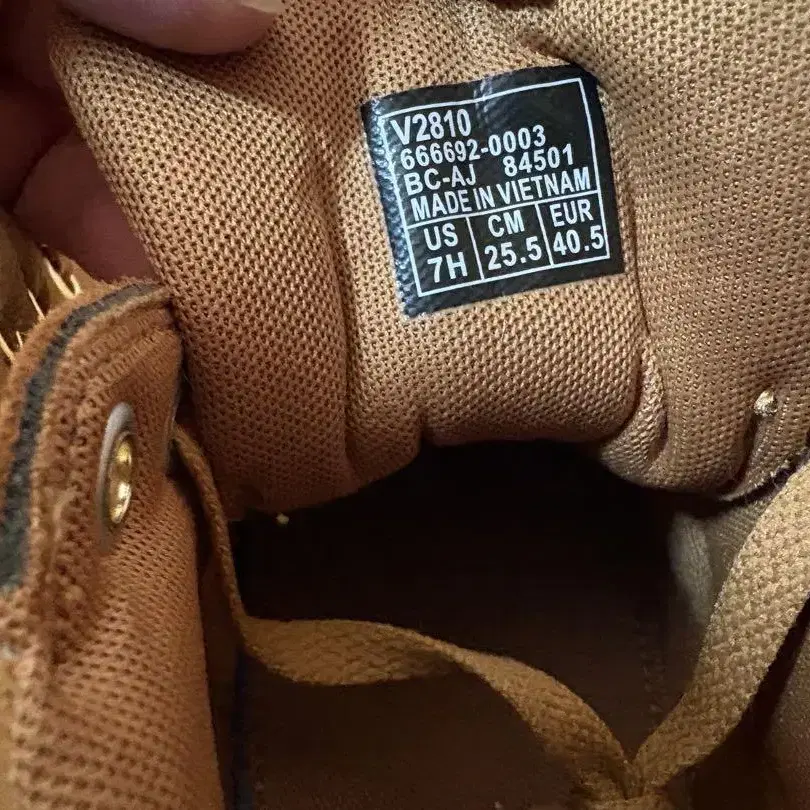 V2810
666692-0003
BC-AJ 84501
MADE IN VIETNAM
US CM EUR
7H 25.5 40.5